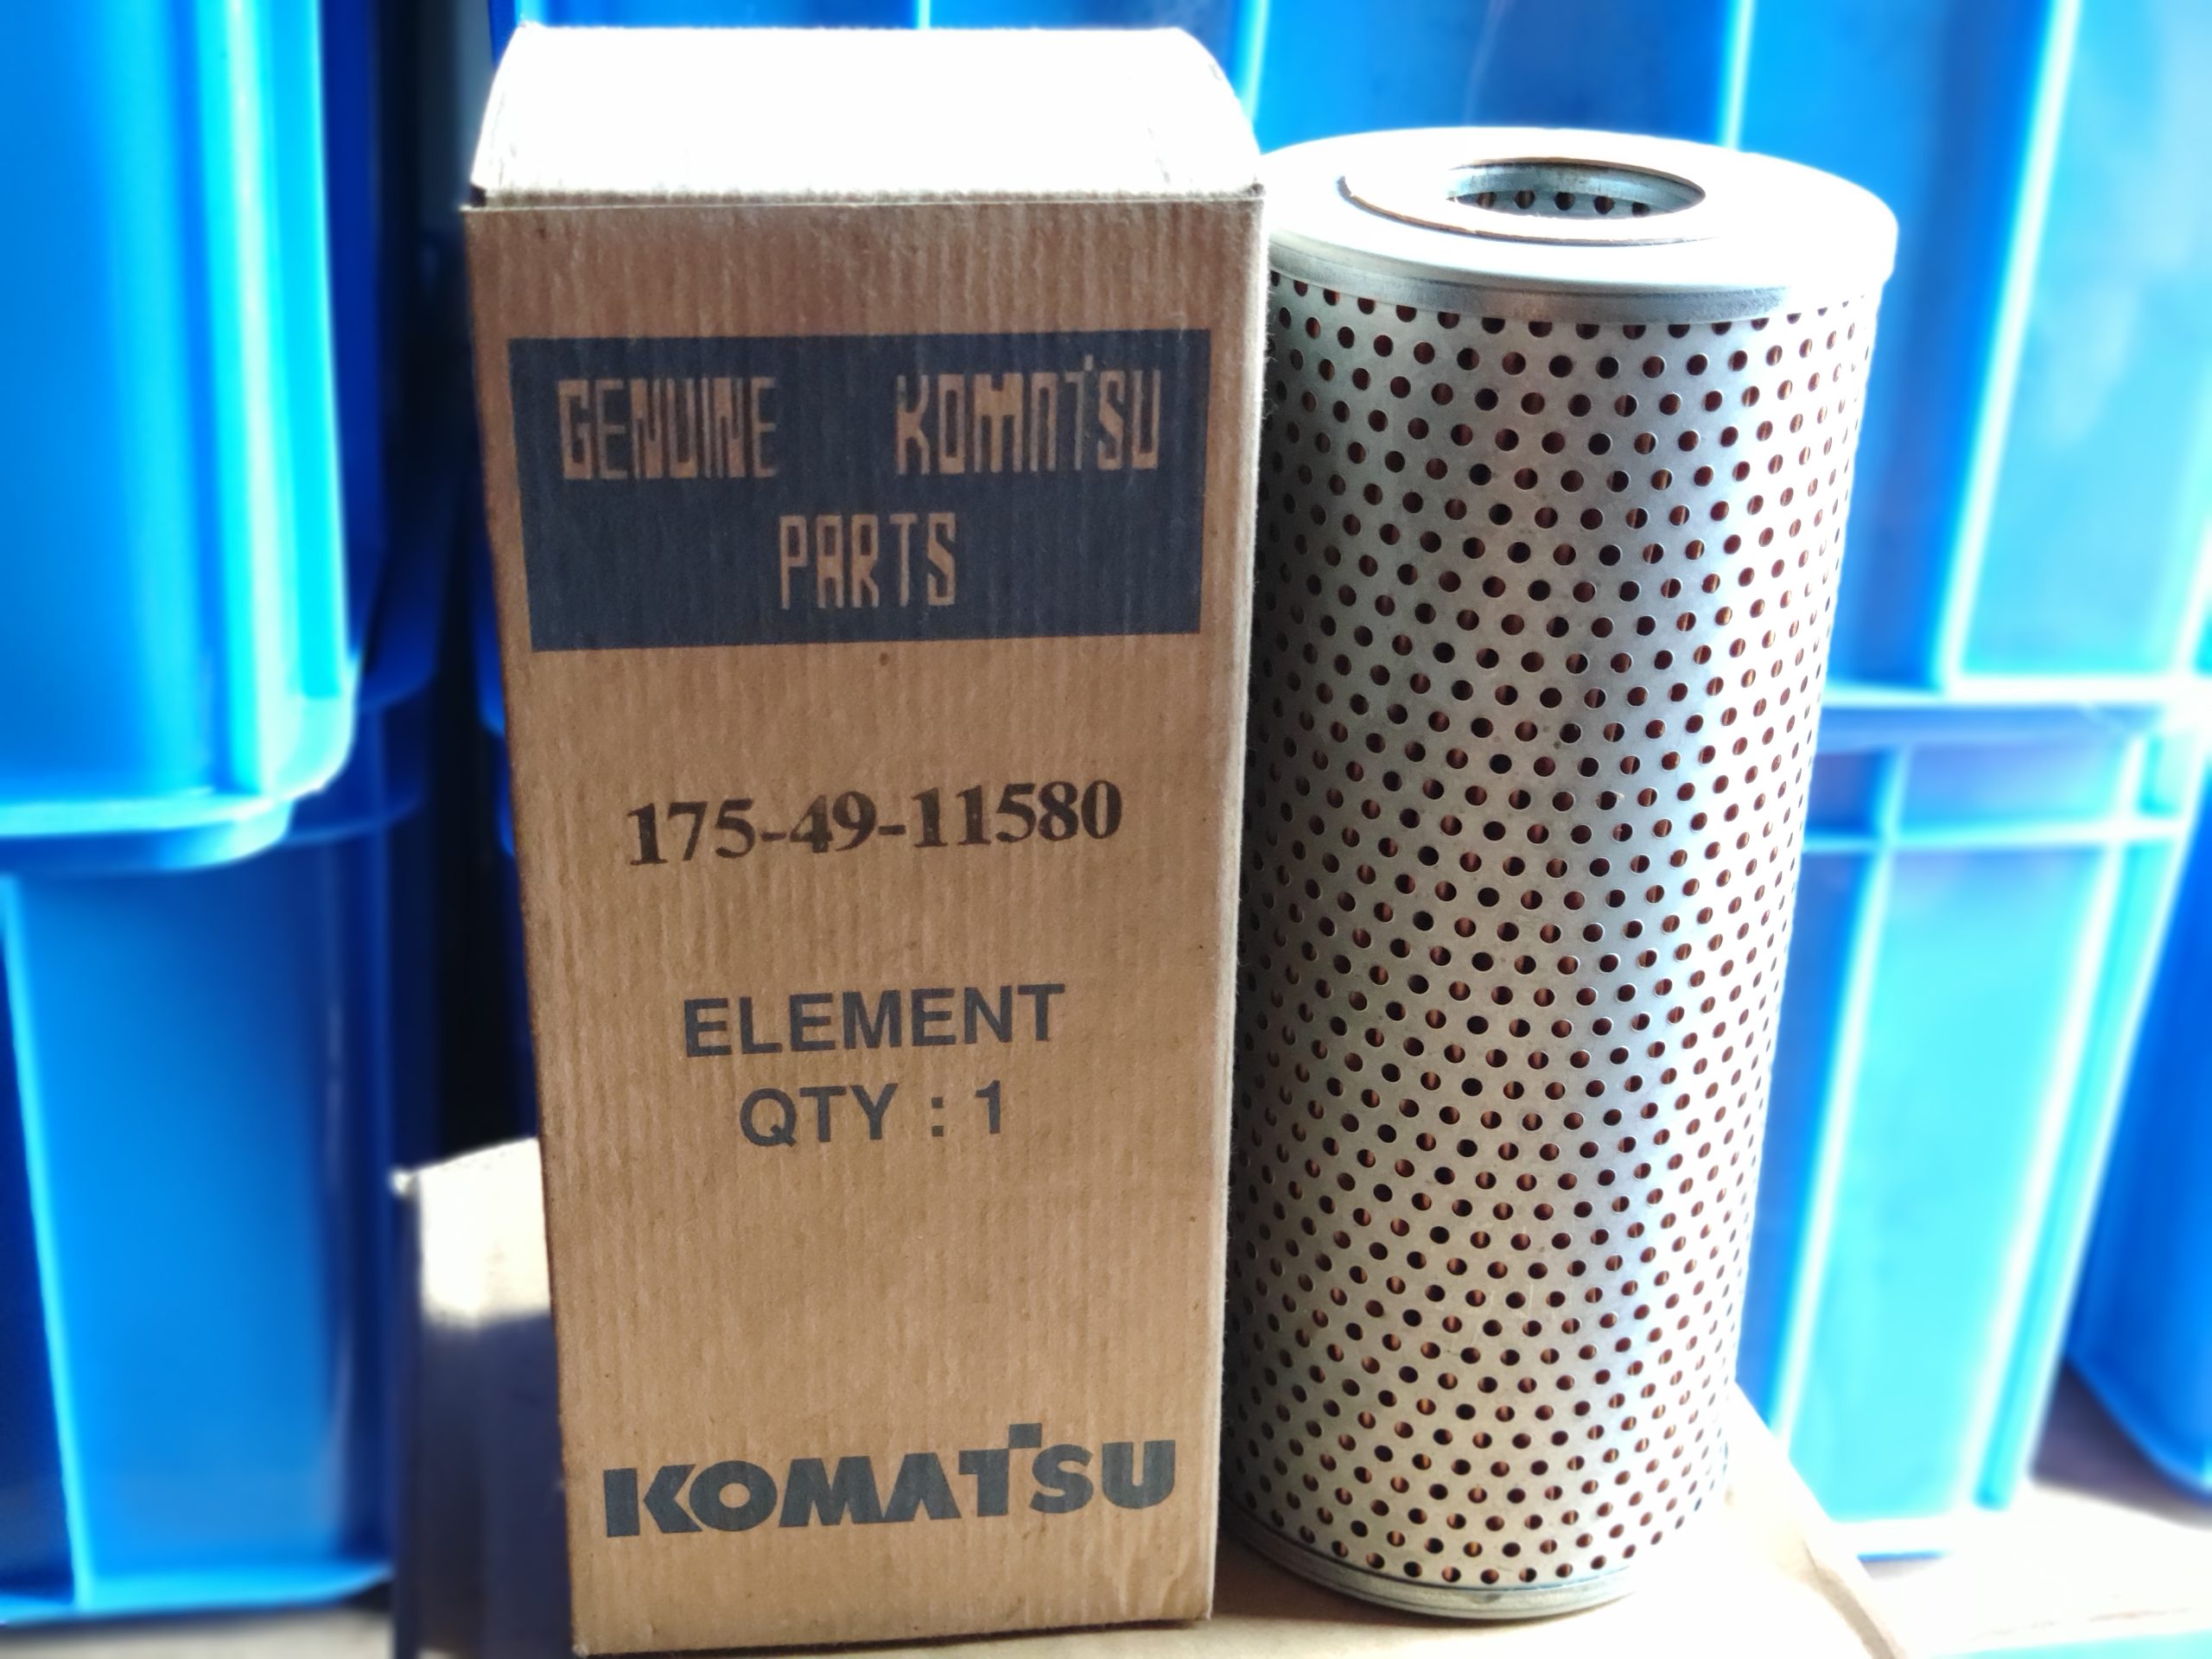 GENUINE KOMATSU
PARTS
175-49-11580
ELEMENT
QTY : 1
KOMATSU